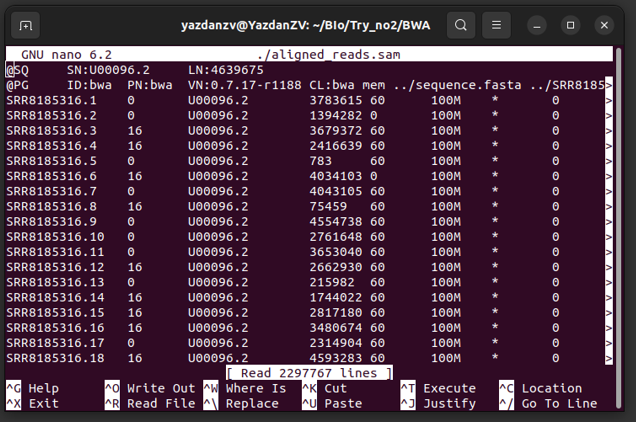 yazdanzv@YazdanZV: ~/BIo/Try_no2/BWA
GNU nano 6.2 ./aligned_reads.sam
@SQ SN:U00096.2 LN:4639675
@PG ID:bwa PN:bwa VN:0.7.17-r1188 CL:bwa mem ../sequence.fasta ../SRR8185>
SRR8185316.1 0 U00096.2 3783615 60 100M * 0 >
SRR8185316.2 0 U00096.2 1394282 0 100M * 0 >
SRR8185316.3 16 U00096.2 3679372 60 100M * 0 >
SRR8185316.4 16 U00096.2 2416639 60 100M * 0 >
SRR8185316.5 0 U00096.2 783 60 100M * 0 >
SRR8185316.6 16 U00096.2 4034103 0 100M * 0 >
SRR8185316.7 0 U00096.2 4043105 60 100M * 0 >
SRR8185316.8 16 U00096.2 75459 60 100M * 0 >
SRR8185316.9 0 U00096.2 4554738 60 100M * 0 >
SRR8185316.10 0 U00096.2 2761648 60 100M * 0 >
SRR8185316.11 0 U00096.2 3653040 60 100M * 0 >
SRR8185316.12 16 U00096.2 2662930 60 100M * 0 >
SRR8185316.13 0 U00096.2 215982 60 100M * 0 >
SRR8185316.14 16 U00096.2 1744022 60 100M * 0 >
SRR8185316.15 16 U00096.2 2817180 60 100M * 0 >
SRR8185316.16 16 U00096.2 3480674 60 100M * 0 >
SRR8185316.17 0 U00096.2 2314904 60 100M * 0 >
SRR8185316.18 16 U00096.2 4593283 60 100M * 0 >
[ Read 2297767 lines ]
^G Help ^O Write Out ^W Where Is ^K Cut ^T Execute ^C Location
^X Exit ^R Read File ^\ Replace ^U Paste ^J Justify ^/ Go To Line